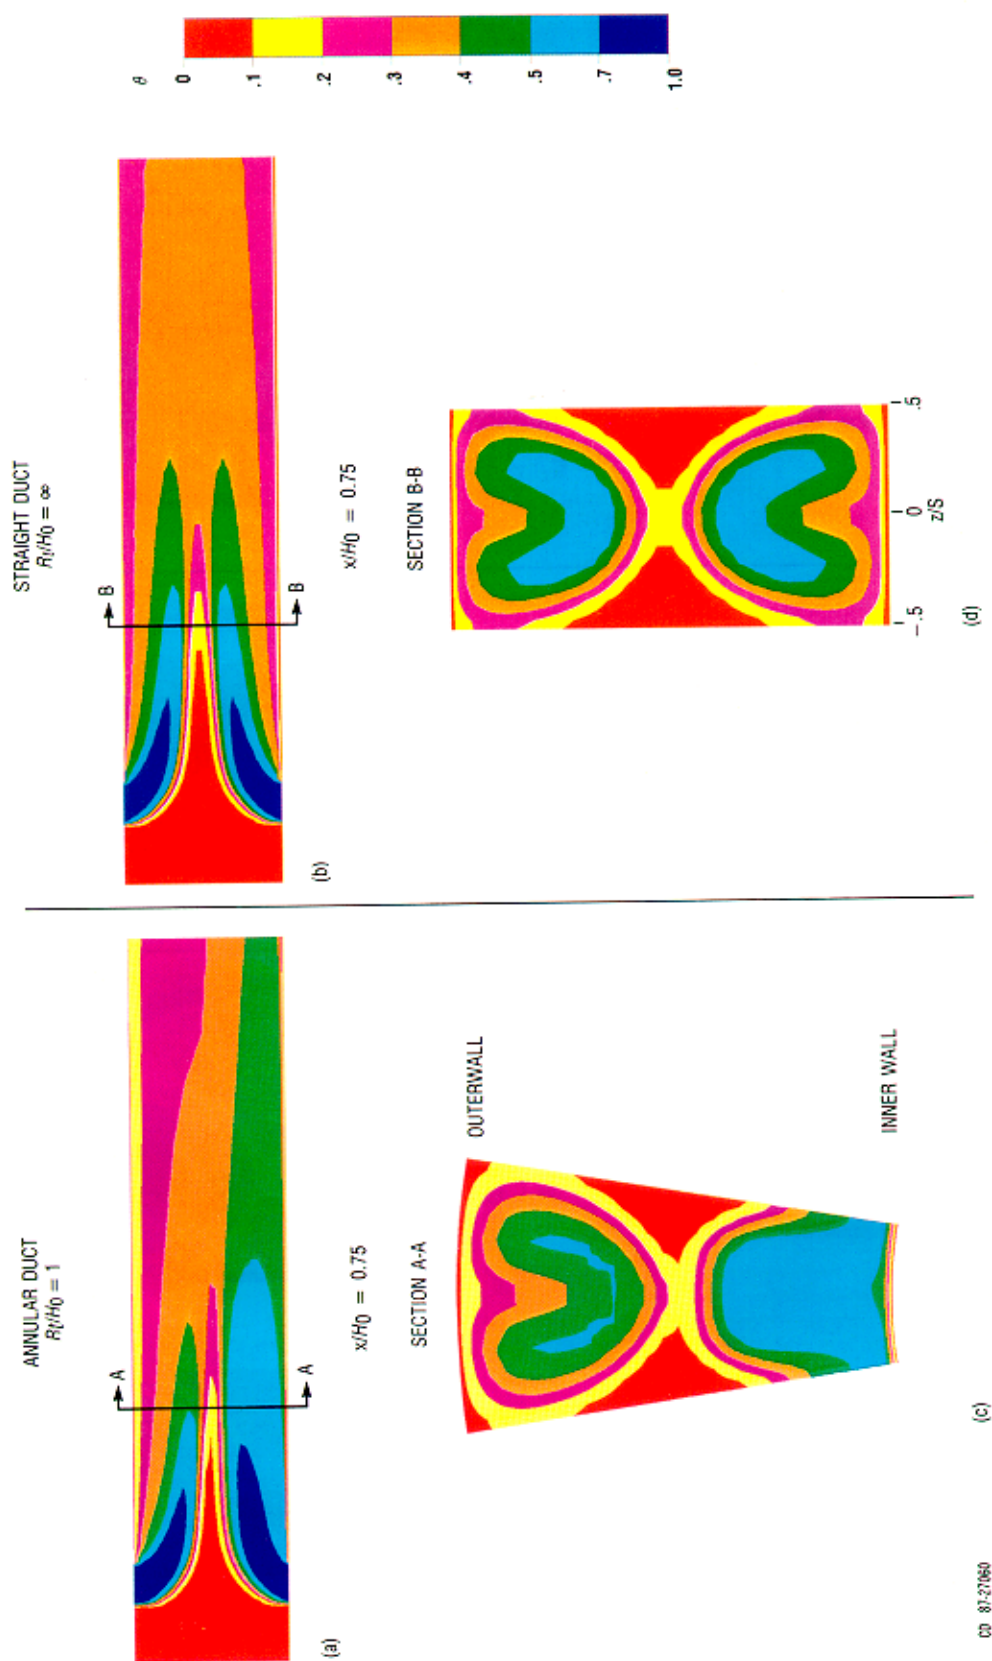 ANNULAR DUCT
Rt/H0 = 1
A
A
(a)
x/H0 = 0.75
SECTION A-A
OUTERWALL
INNER WALL
(c)
CD 87-27060
STRAIGHT DUCT
Rt/H0 = ∞
B
B
(b)
x/H0 = 0.75
SECTION B-B
-.5
0
.5
z/S
(d)
θ
0
.1
.2
.3
.4
.5
.7
1.0